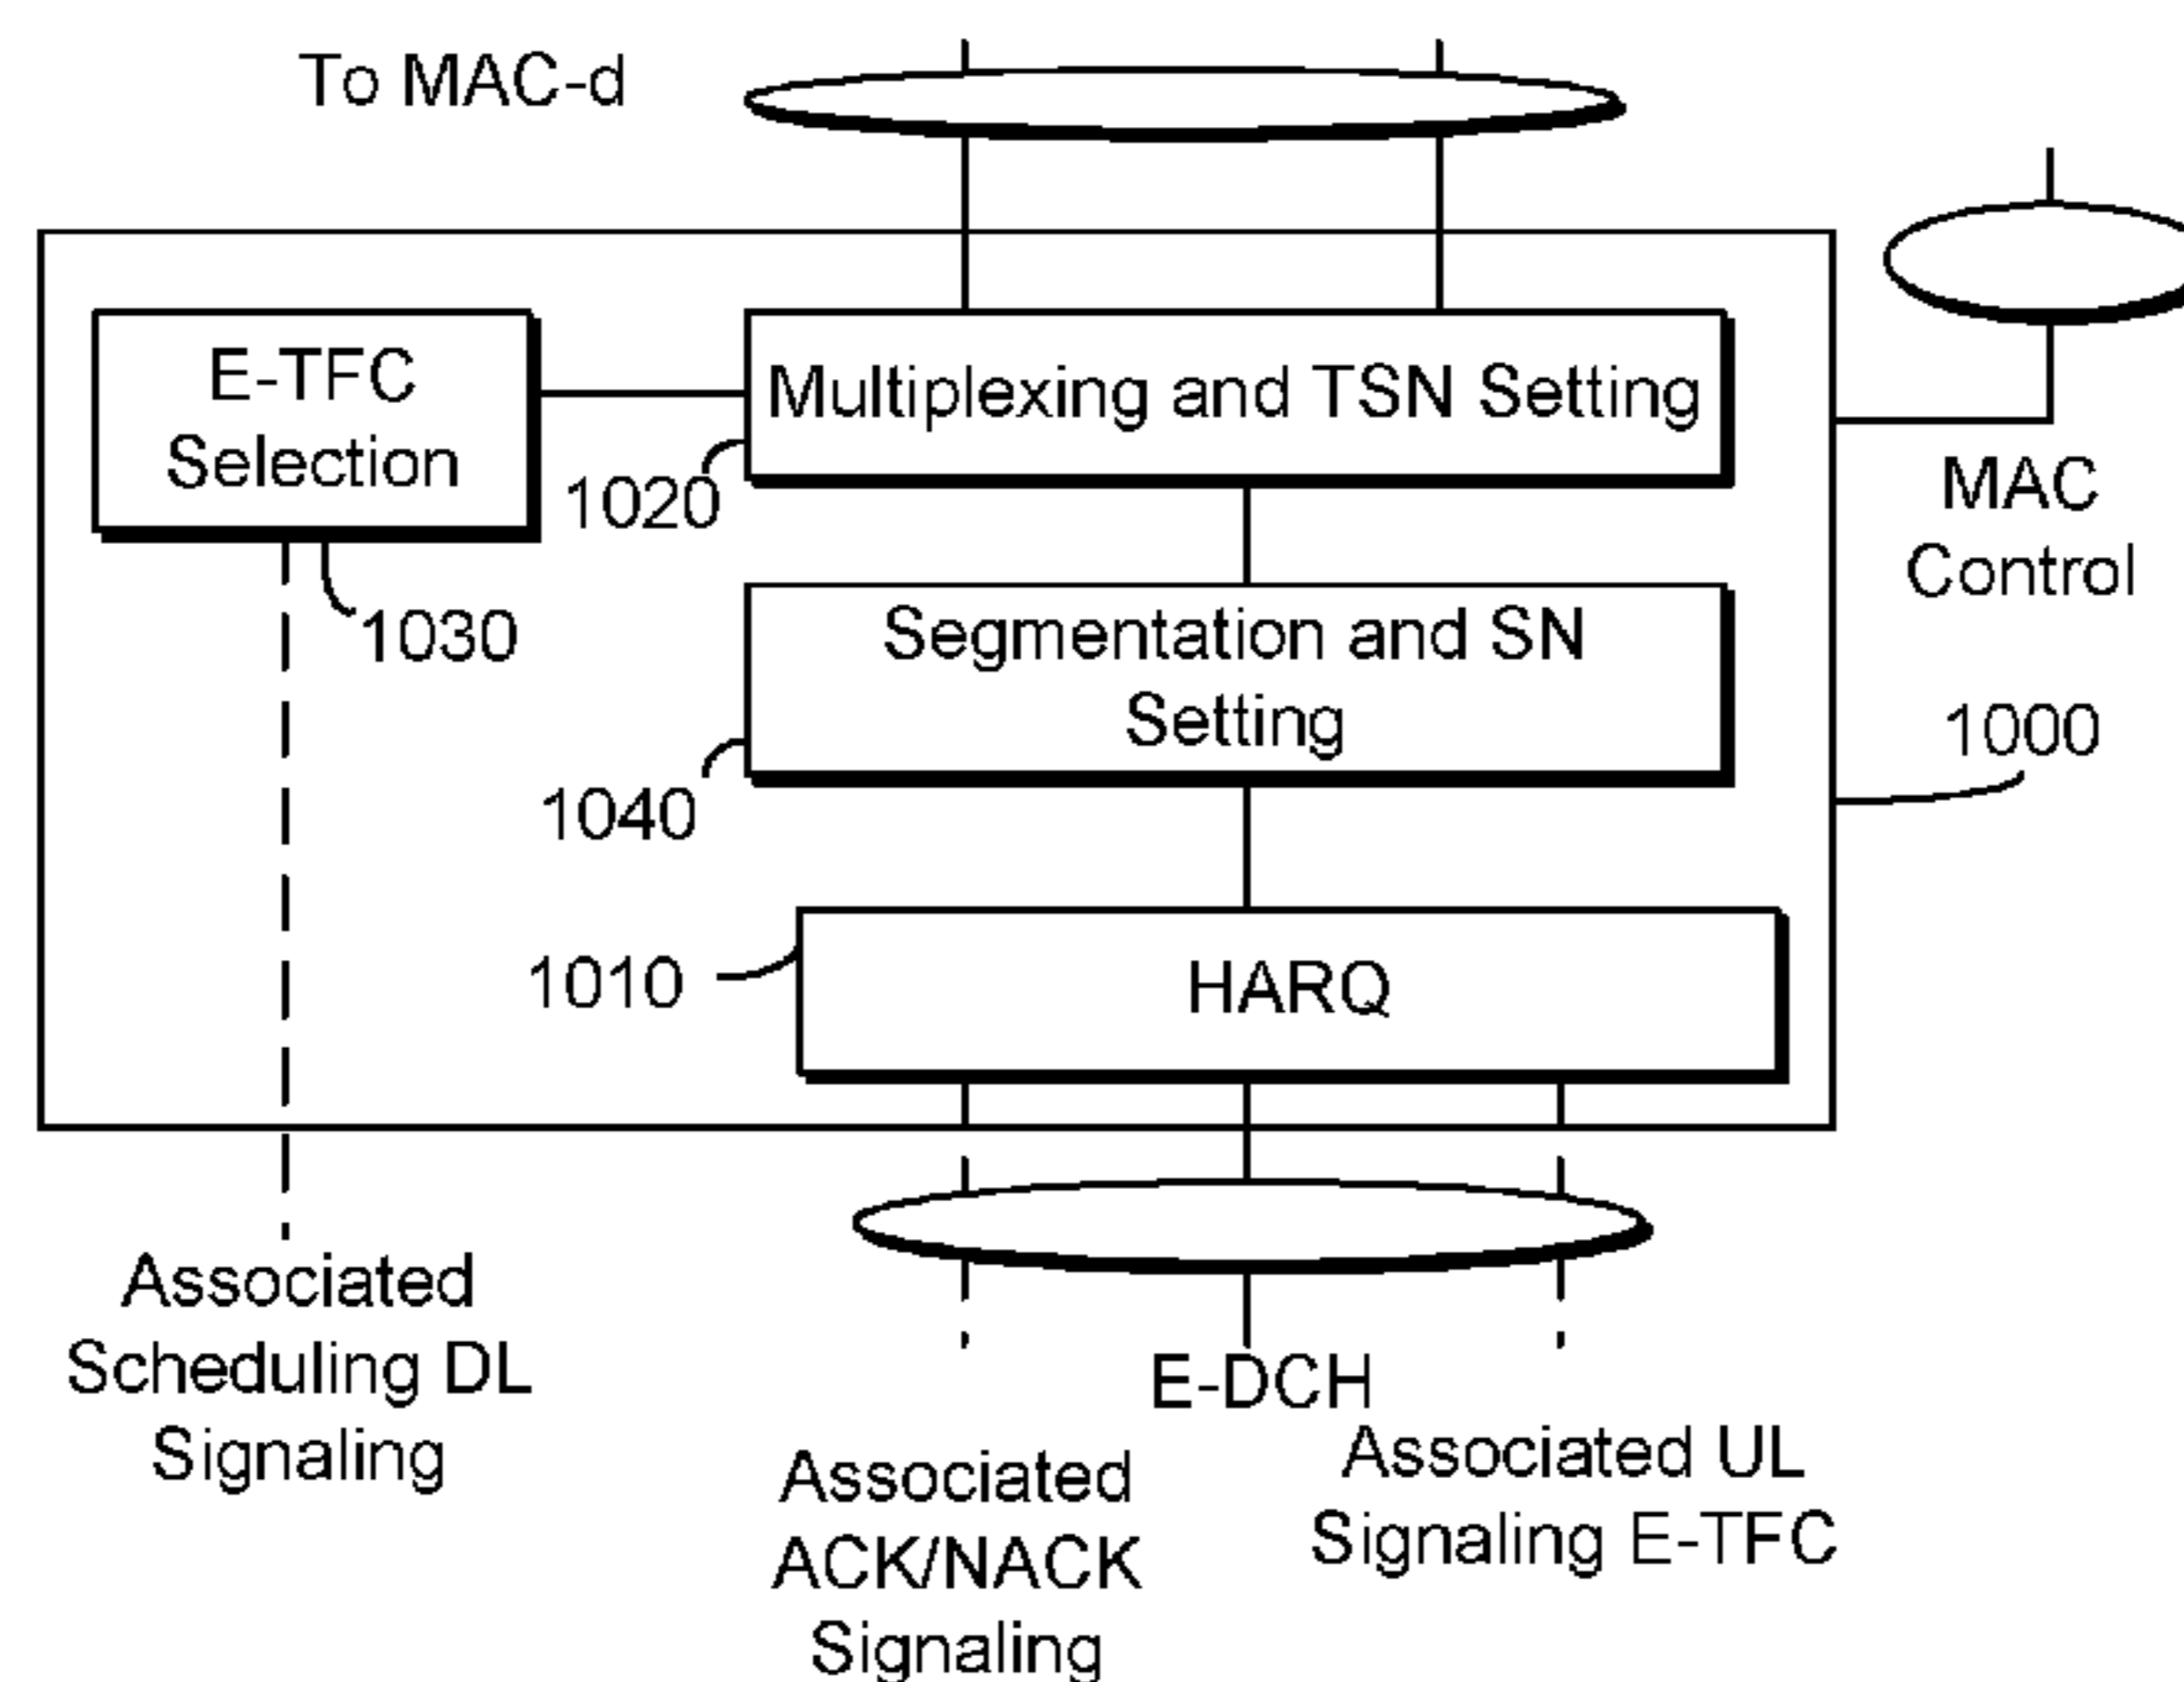 To MAC-d
E-TFC
Selection
Multiplexing and TSN Setting
1020
MAC
Control
1030
Segmentation and SN
Setting
1000
1040
1010
HARQ
Associated
Scheduling DL
Signaling
E-DCH
Associated
ACK/NACK
Signaling
Associated UL
Signaling E-TFC